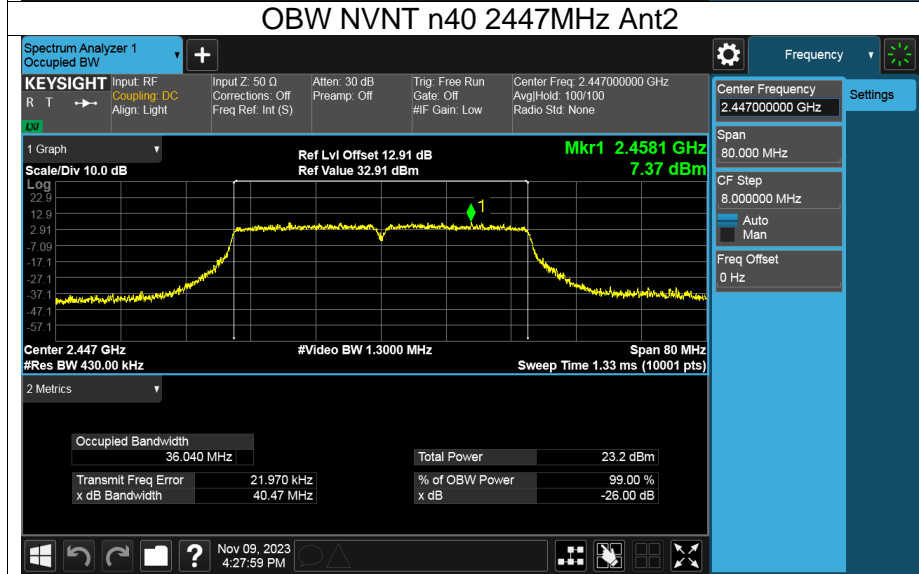 OBW NVNT n40 2447MHz Ant2
Spectrum Analyzer 1
Occupied BW
+
Frequency
KEYSIGHT
R T
LXI
Input: RF
Coupling: DC
Align: Light
Input Z: 50 Ω
Corrections: Off
Freq Ref: Int (S)
Atten: 30 dB
Preamp: Off
Trig: Free Run
Gate: Off
#IF Gain: Low
Center Freq: 2.447000000 GHz
Avg|Hold: 100/100
Radio Std: None
Center Frequency
2.447000000 GHz
Settings
Span
80.000 MHz
CF Step
8.000000 MHz
Auto
Man
Freq Offset
0 Hz
1 Graph
Scale/Div 10.0 dB
Ref Lvl Offset 12.91 dB
Ref Value 32.91 dBm
Mkr1 2.4581 GHz
7.37 dBm
Log
22.9
12.9
2.91
-7.09
-17.1
-27.1
-37.1
-47.1
-57.1
1
Center 2.447 GHz
#Res BW 430.00 kHz
#Video BW 1.3000 MHz
Span 80 MHz
Sweep Time 1.33 ms (10001 pts)
2 Metrics
Occupied Bandwidth
36.040 MHz
Transmit Freq Error 21.970 kHz
x dB Bandwidth 40.47 MHz
Total Power 23.2 dBm
% of OBW Power 99.00 %
x dB -26.00 dB
?
Nov 09, 2023
4:27:59 PM